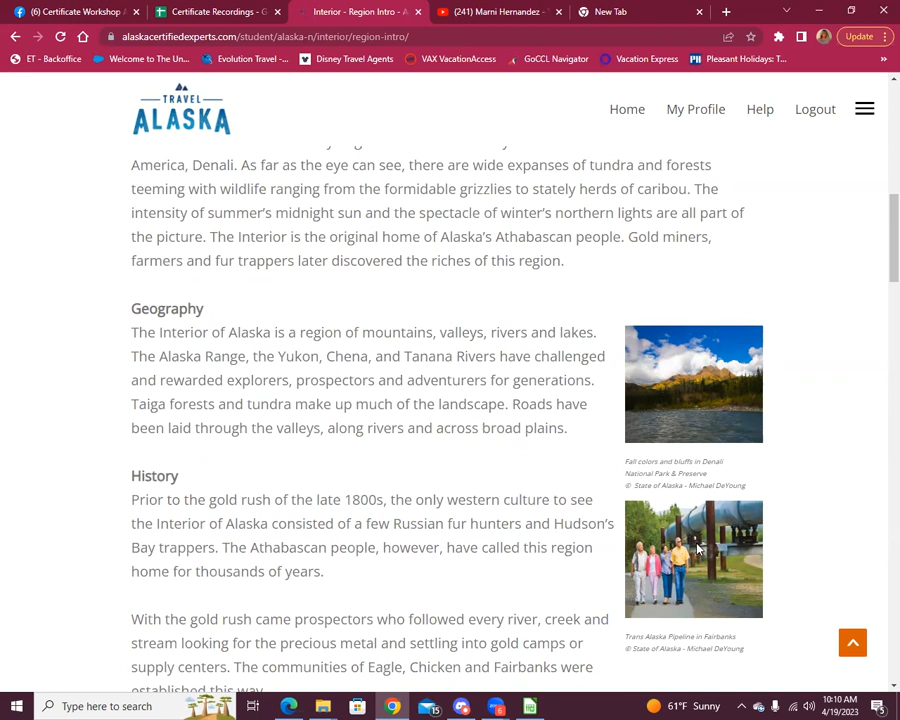 (6) Certificate Workshop A
Certificate Recordings - G
Interior - Region Intro - A
(241) Marni Hernandez - Y
New Tab
alaskacertifiedexperts.com/student/alaska-n/interior/region-intro/
Update
ET - Backoffice
Welcome to The Un...
Evolution Travel -...
Disney Travel Agents
VAX VacationAccess
GoCCL Navigator
Vacation Express
Pleasant Holidays: T...
»
TRAVEL
ALASKA
Home
My Profile
Help
Logout
America, Denali. As far as the eye can see, there are wide expanses of tundra and forests
teeming with wildlife ranging from the formidable grizzlies to stately herds of caribou. The
intensity of summer's midnight sun and the spectacle of winter's northern lights are all part of
the picture. The Interior is the original home of Alaska's Athabascan people. Gold miners,
farmers and fur trappers later discovered the riches of this region.
Geography
The Interior of Alaska is a region of mountains, valleys, rivers and lakes.
The Alaska Range, the Yukon, Chena, and Tanana Rivers have challenged
and rewarded explorers, prospectors and adventurers for generations.
Taiga forests and tundra make up much of the landscape. Roads have
been laid through the valleys, along rivers and across broad plains.
Fall colors and bluffs in Denali
National Park & Preserve
© State of Alaska - Michael DeYoung
History
Prior to the gold rush of the late 1800s, the only western culture to see
the Interior of Alaska consisted of a few Russian fur hunters and Hudson's
Bay trappers. The Athabascan people, however, have called this region
home for thousands of years.
Trans Alaska Pipeline in Fairbanks
© State of Alaska - Michael DeYoung
With the gold rush came prospectors who followed every river, creek and
stream looking for the precious metal and settling into gold camps or
supply centers. The communities of Eagle, Chicken and Fairbanks were
established this way.
Type here to search
15
6
61°F Sunny
10:10 AM
4/19/2023
5